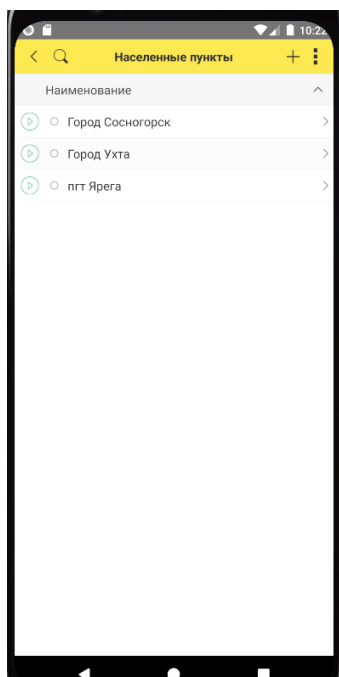 10:22
Населенные пункты
Наименование
Город Сосногорск
Город Ухта
пгт Ярега